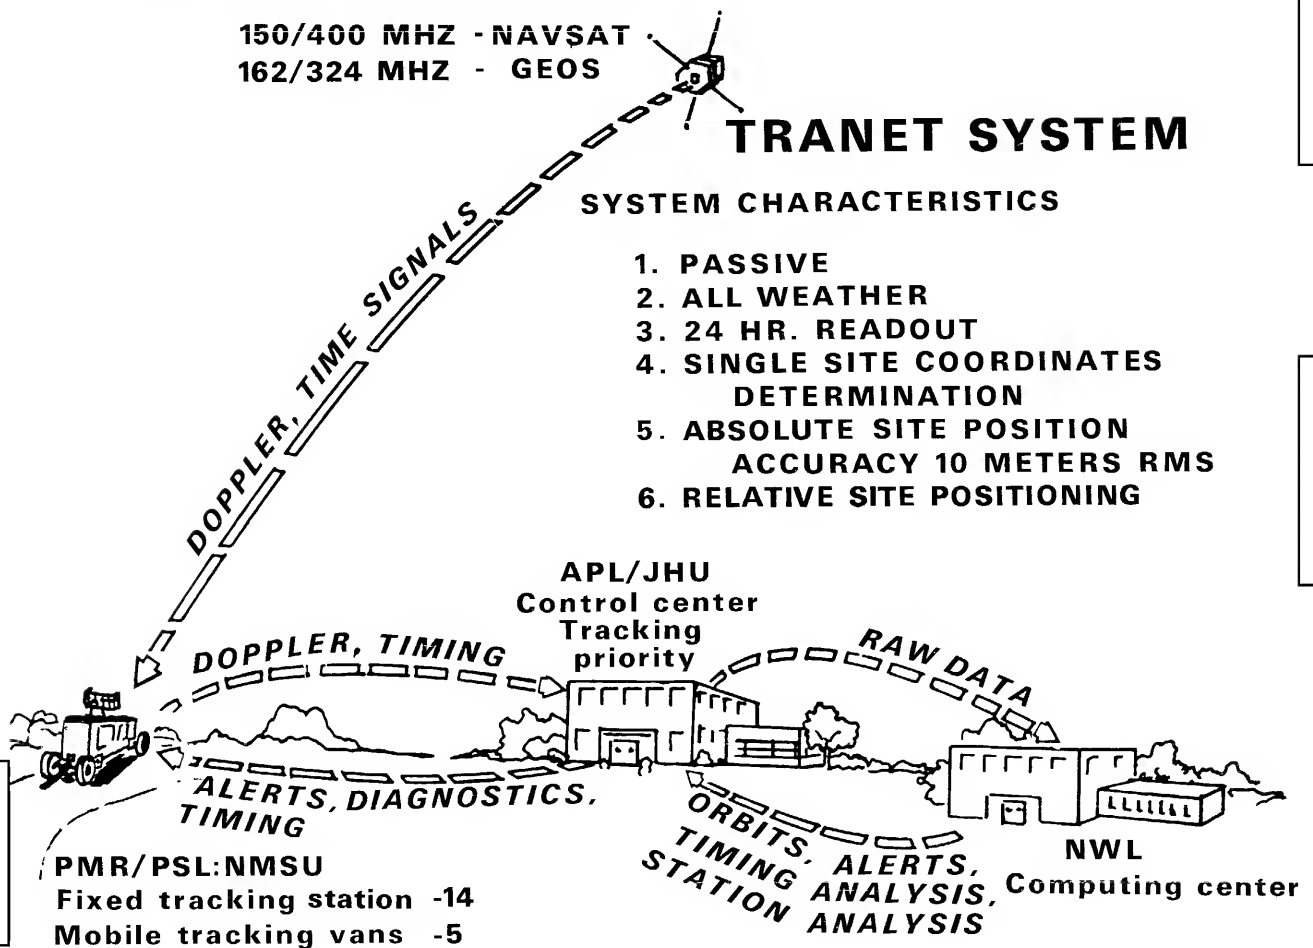 150/400 MHZ - NAVSAT
162/324 MHZ - GEOS
TRANET SYSTEM
SYSTEM CHARACTERISTICS
1. PASSIVE
2. ALL WEATHER
3. 24 HR. READOUT
4. SINGLE SITE COORDINATES
DETERMINATION
5. ABSOLUTE SITE POSITION
ACCURACY 10 METERS RMS
6. RELATIVE SITE POSITIONING
DOPPLER, TIME SIGNALS
APL/JHU
Control center
Tracking
priority
DOPPLER, TIMING
RAW DATA
ALERTS, DIAGNOSTICS,
TIMING
ORBITS, ALERTS,
TIMING ANALYSIS,
STATION ANALYSIS
NWL
Computing center
PMR/PSL:NMSU
Fixed tracking station -14
Mobile tracking vans -5